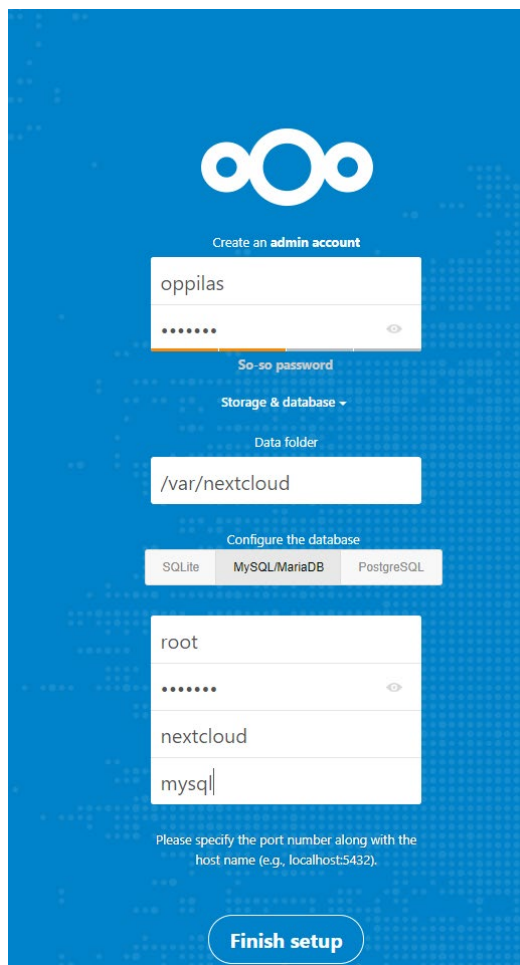 Create an admin account
oppilas
•••••••
So-so password
Storage & database
Data folder
/var/nextcloud
Configure the database
SQLite MySQL/MariaDB PostgreSQL
root
•••••••
nextcloud
mysql
Please specify the port number along with the
host name (e.g., localhost:5432).
Finish setup